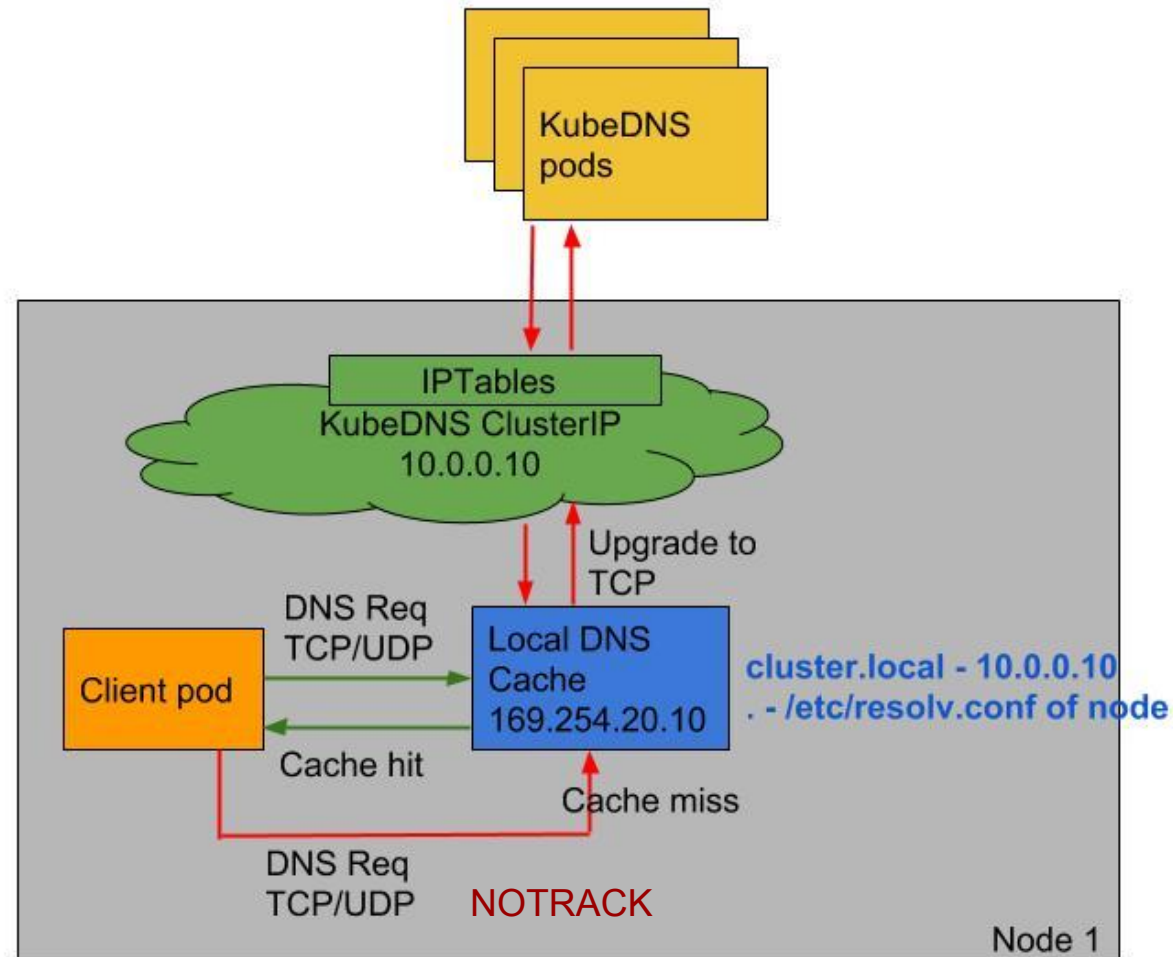 KubeDNS
pods
IPTables
KubeDNS ClusterIP
10.0.0.10
Upgrade to
TCP
DNS Req
TCP/UDP
Client pod
Local DNS
Cache
169.254.20.10
cluster.local - 10.0.0.10
. - /etc/resolv.conf of node
Cache hit
Cache miss
DNS Req
TCP/UDP
NOTRACK
Node 1